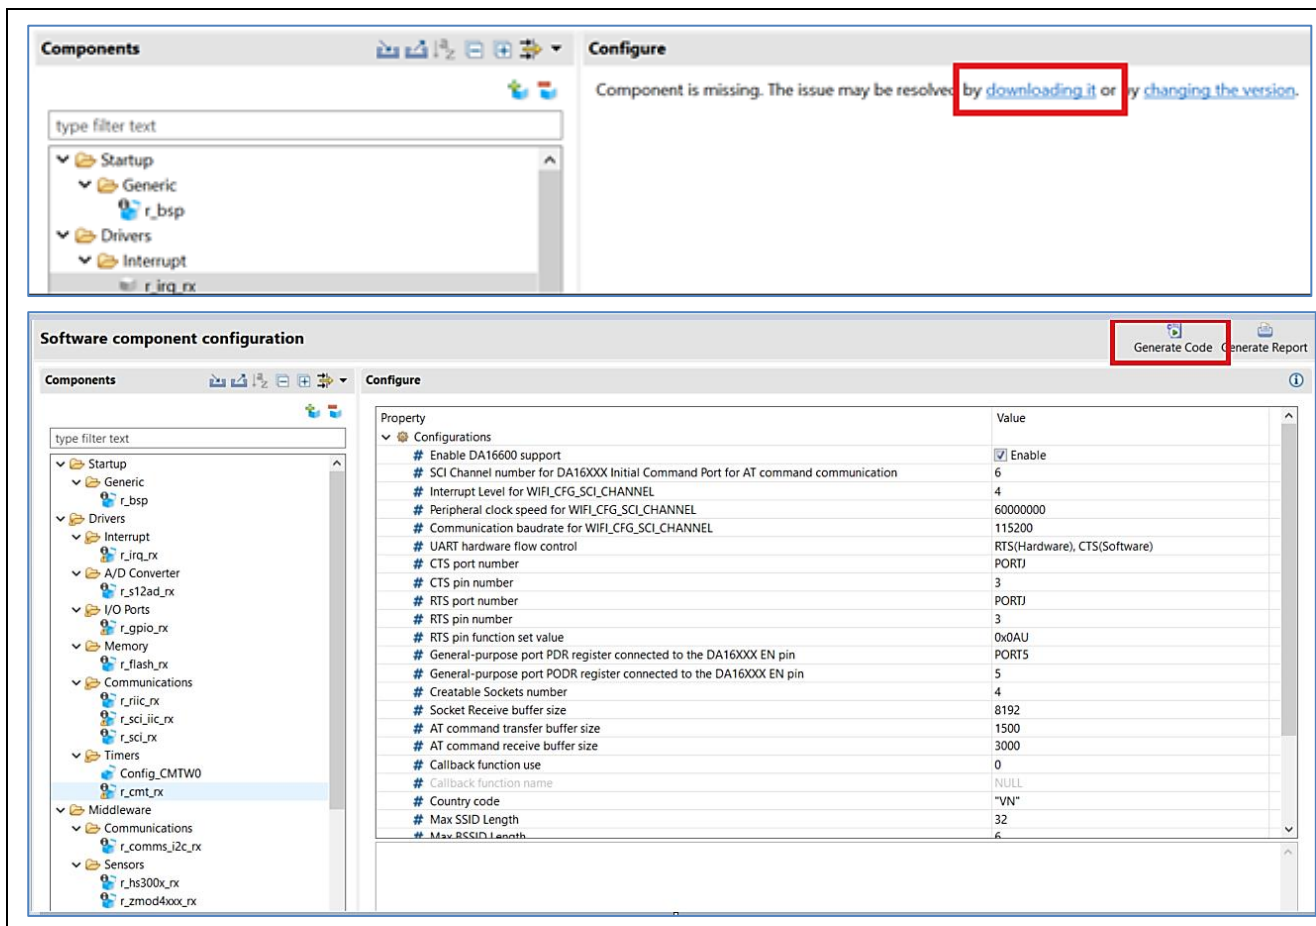 Components
Configure
Component is missing. The issue may be resolved by downloading it or by changing the version.
type filter text
Startup
Generic
r_bsp
Drivers
Interrupt
r_irq_rx
Software component configuration
Generate Code Generate Report
Components
Configure
type filter text
Startup
Generic
r_bsp
Drivers
Interrupt
r_irq_rx
A/D Converter
r_s12ad_rx
I/O Ports
r_gpio_rx
Memory
r_flash_rx
Communications
r_riic_rx
r_sci_iic_rx
r_sci_rx
Timers
Config_CMTW0
r_cmt_rx
Middleware
Communications
r_comms_i2c_rx
Sensors
r_hs300x_rx
r_zmod4xxx_rx
Property Value
Configurations
# Enable DA16600 support Enable
# SCI Channel number for DA16XXX Initial Command Port for AT command communication 6
# Interrupt Level for WIFI_CFG_SCI_CHANNEL 4
# Peripheral clock speed for WIFI_CFG_SCI_CHANNEL 60000000
# Communication baudrate for WIFI_CFG_SCI_CHANNEL 115200
# UART hardware flow control RTS(Hardware), CTS(Software)
# CTS port number PORTJ
# CTS pin number 3
# RTS port number PORTJ
# RTS pin number 3
# RTS pin function set value 0x0AU
# General-purpose port PDR register connected to the DA16XXX EN pin PORT5
# General-purpose port PODR register connected to the DA16XXX EN pin 5
# Creatable Sockets number 4
# Socket Receive buffer size 8192
# AT command transfer buffer size 1500
# AT command receive buffer size 3000
# Callback function use 0
# Callback function name NULL
# Country code "VN"
# Max SSID Length 32
# Max BSSID Length 6